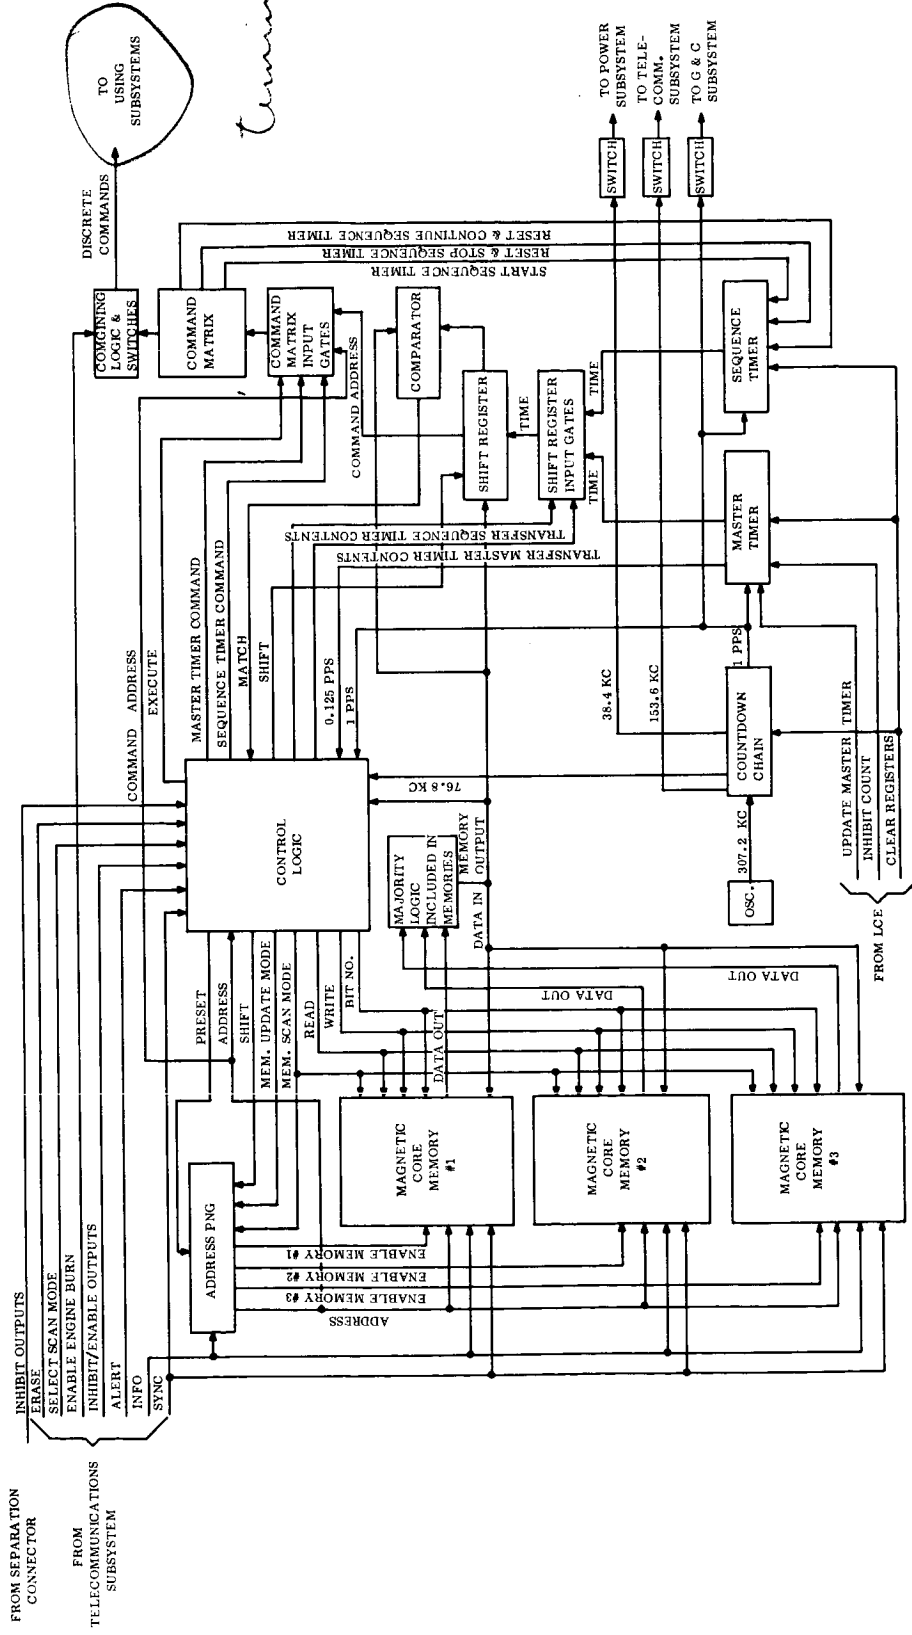 FROM SEPARATION
CONNECTOR
FROM
TELECOMMUNICATIONS
SUBSYSTEM
INHIBIT OUTPUTS
ERASE
SELECT SCAN MODE
ENABLE ENGINE BURN
INHIBIT/ENABLE OUTPUTS
ALERT
INFO
SYNC
ADDRESS PNG
ENABLE MEMORY #1
ENABLE MEMORY #2
ENABLE MEMORY #3
ADDRESS
PRESET
ADDRESS
SHIFT
MEM. UPDATE MODE
MEM. SCAN MODE
READ
WRITE
BIT NO.
MAGNETIC
CORE
MEMORY
#1
MAGNETIC
CORE
MEMORY
#2
MAGNETIC
CORE
MEMORY
#3
DATA OUT
DATA OUT
DATA OUT
DATA IN
MEMORY
OUTPUT
MAJORITY
LOGIC
INCLUDED IN
MEMORIES
CONTROL
LOGIC
COMMAND ADDRESS
EXECUTE
MASTER TIMER COMMAND
SEQUENCE TIMER COMMAND
MATCH
SHIFT
TRANSFER SEQUENCE TIMER CONTENTS
TRANSFER MASTER TIMER CONTENTS
0.125 PPS
1 PPS
76.8 KC
38.4 KC
153.6 KC
OSC.
307.2 KC
COUNTDOWN
CHAIN
1 PPS
UPDATE MASTER TIMER
INHIBIT COUNT
CLEAR REGISTERS
FROM LCE
MASTER
TIMER
SEQUENCE
TIMER
TIME
TIME
TIME
SHIFT REGISTER
INPUT GATES
SHIFT REGISTER
COMPARATOR
COMMAND ADDRESS
COMMAND
MATRIX
INPUT
GATES
COMMAND
MATRIX
COMGINING
LOGIC &
SWITCHES
START SEQUENCE TIMER
RESET & STOP SEQUENCE TIMER
RESET & CONTINUE SEQUENCE TIMER
DISCRETE
COMMANDS
TO
USING
SUBSYSTEMS
SWITCH
SWITCH
SWITCH
TO POWER
SUBSYSTEM
TO TELE-
COMM.
SUBSYSTEM
TO G & C
SUBSYSTEM